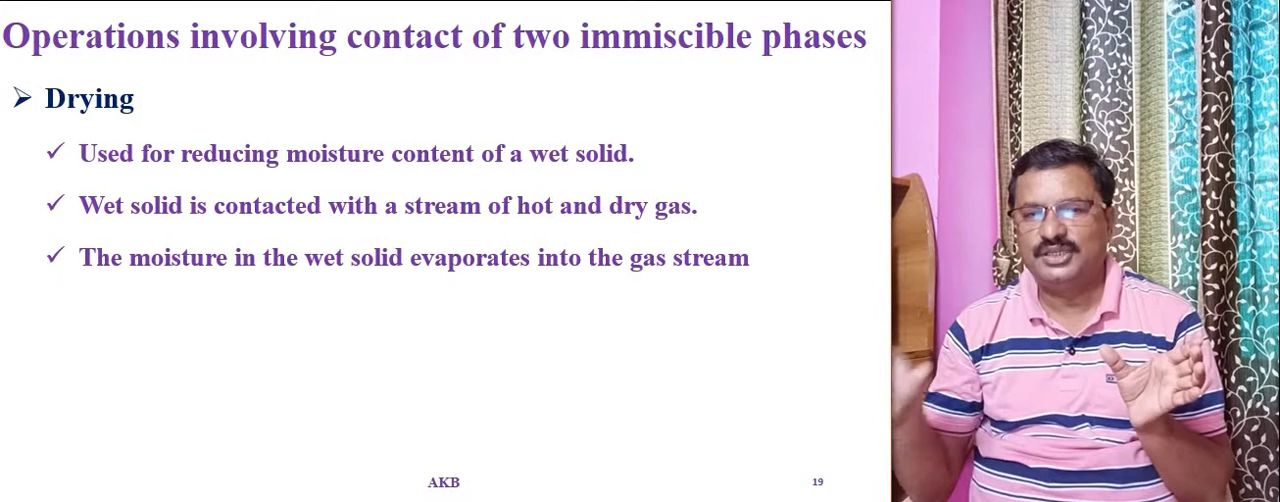 Operations involving contact of two immiscible phases
➢ Drying
✓ Used for reducing moisture content of a wet solid.
✓ Wet solid is contacted with a stream of hot and dry gas.
✓ The moisture in the wet solid evaporates into the gas stream
AKB
19